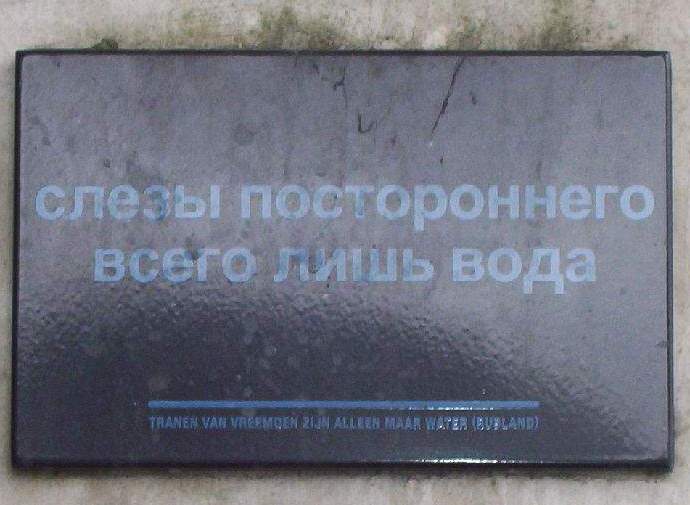 слезы постороннего
всего лишь вода
TRANEN VAN VREEMDEN ZIJN ALLEEN MAAR WATER (RUSLAND)